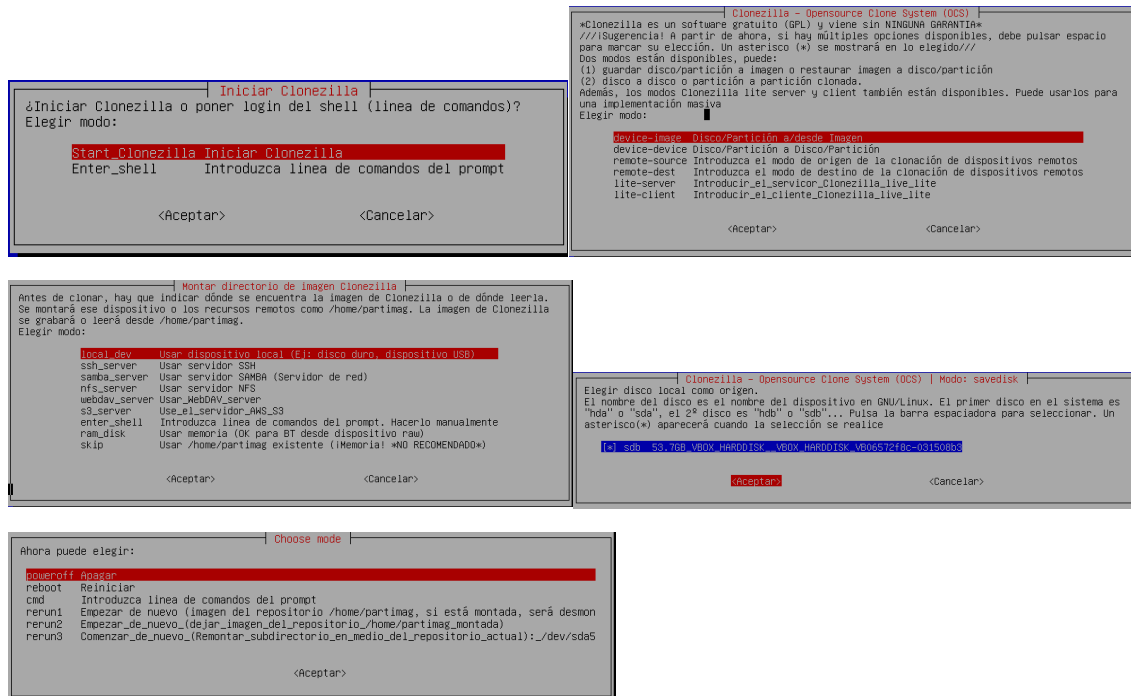 Iniciar Clonezilla
¿Iniciar Clonezilla o poner login del shell (linea de comandos)?
Elegir modo:
Start_Clonezilla Iniciar Clonezilla
Enter_shell Introduzca linea de comandos del prompt
<Aceptar> <Cancelar>
Clonezilla - Opensource Clone System (OCS)
*Clonezilla es un software gratuito (GPL) y viene sin NINGUNA GARANTIA*
///¡Sugerencia! A partir de ahora, si hay múltiples opciones disponibles, debe pulsar espacio
para marcar su elección. Un asterisco (*) se mostrará en lo elegido///
Dos modos están disponibles, puede:
(1) guardar disco/partición a imagen o restaurar imagen a disco/partición
(2) disco a disco o partición a partición clonada.
Además, los modos Clonezilla lite server y client también están disponibles. Puede usarlos para
una implementación masiva
Elegir modo:
device-image Disco/Partición a/desde Imagen
device-device Disco/Partición a Disco/Partición
remote-source Introduzca el modo de origen de la clonación de dispositivos remotos
remote-dest Introduzca el modo de destino de la clonación de dispositivos remotos
lite-server Introducir_el_servicor_Clonezilla_live_lite
lite-client Introducir_el_cliente_Clonezilla_live_lite
<Aceptar> <Cancelar>
Montar directorio de imagen Clonezilla
Antes de clonar, hay que indicar dónde se encuentra la imagen de Clonezilla o de dónde leerla.
Se montará ese dispositivo o los recursos remotos como /home/partimag. La imagen de Clonezilla
se grabará o leerá desde /home/partimag.
Elegir modo:
local_dev Usar dispositivo local (Ej: disco duro, dispositivo USB)
ssh_server Usar servidor SSH
samba_server Usar servidor SAMBA (Servidor de red)
nfs_server Usar servidor NFS
webdav_server Usar_WebDAV_server
s3_server Use_el_servidor_AWS_S3
enter_shell Introduzca linea de comandos del prompt. Hacerlo manualmente
ram_disk Usar memoria (OK para BT desde dispositivo raw)
skip Usar /home/partimag existente (¡Memoria! *NO RECOMENDADO*)
<Aceptar> <Cancelar>
Clonezilla - Opensource Clone System (OCS) | Modo: savedisk
Elegir disco local como origen.
El nombre del disco es el nombre del dispositivo en GNU/Linux. El primer disco en el sistema es
"hda" o "sda", el 2º disco es "hdb" o "sdb"... Pulsa la barra espaciadora para seleccionar. Un
asterisco(*) aparecerá cuando la selección se realice
[*] sdb 53.7GB_VBOX_HARDDISK__VBOX_HARDDISK_VB06572f8c-031508b3
<Aceptar> <Cancelar>
Choose mode
Ahora puede elegir:
poweroff Apagar
reboot Reiniciar
cmd Introduzca linea de comandos del prompt
rerun1 Empezar de nuevo (imagen del repositorio /home/partimag, si está montada, será desmon
rerun2 Empezar_de_nuevo_(dejar_imagen_del_repositorio_/home/partimag_montada)
rerun3 Comenzar_de_nuevo_(Remontar_subdirectorio_en_medio_del_repositorio_actual):_/dev/sda5
<Aceptar>